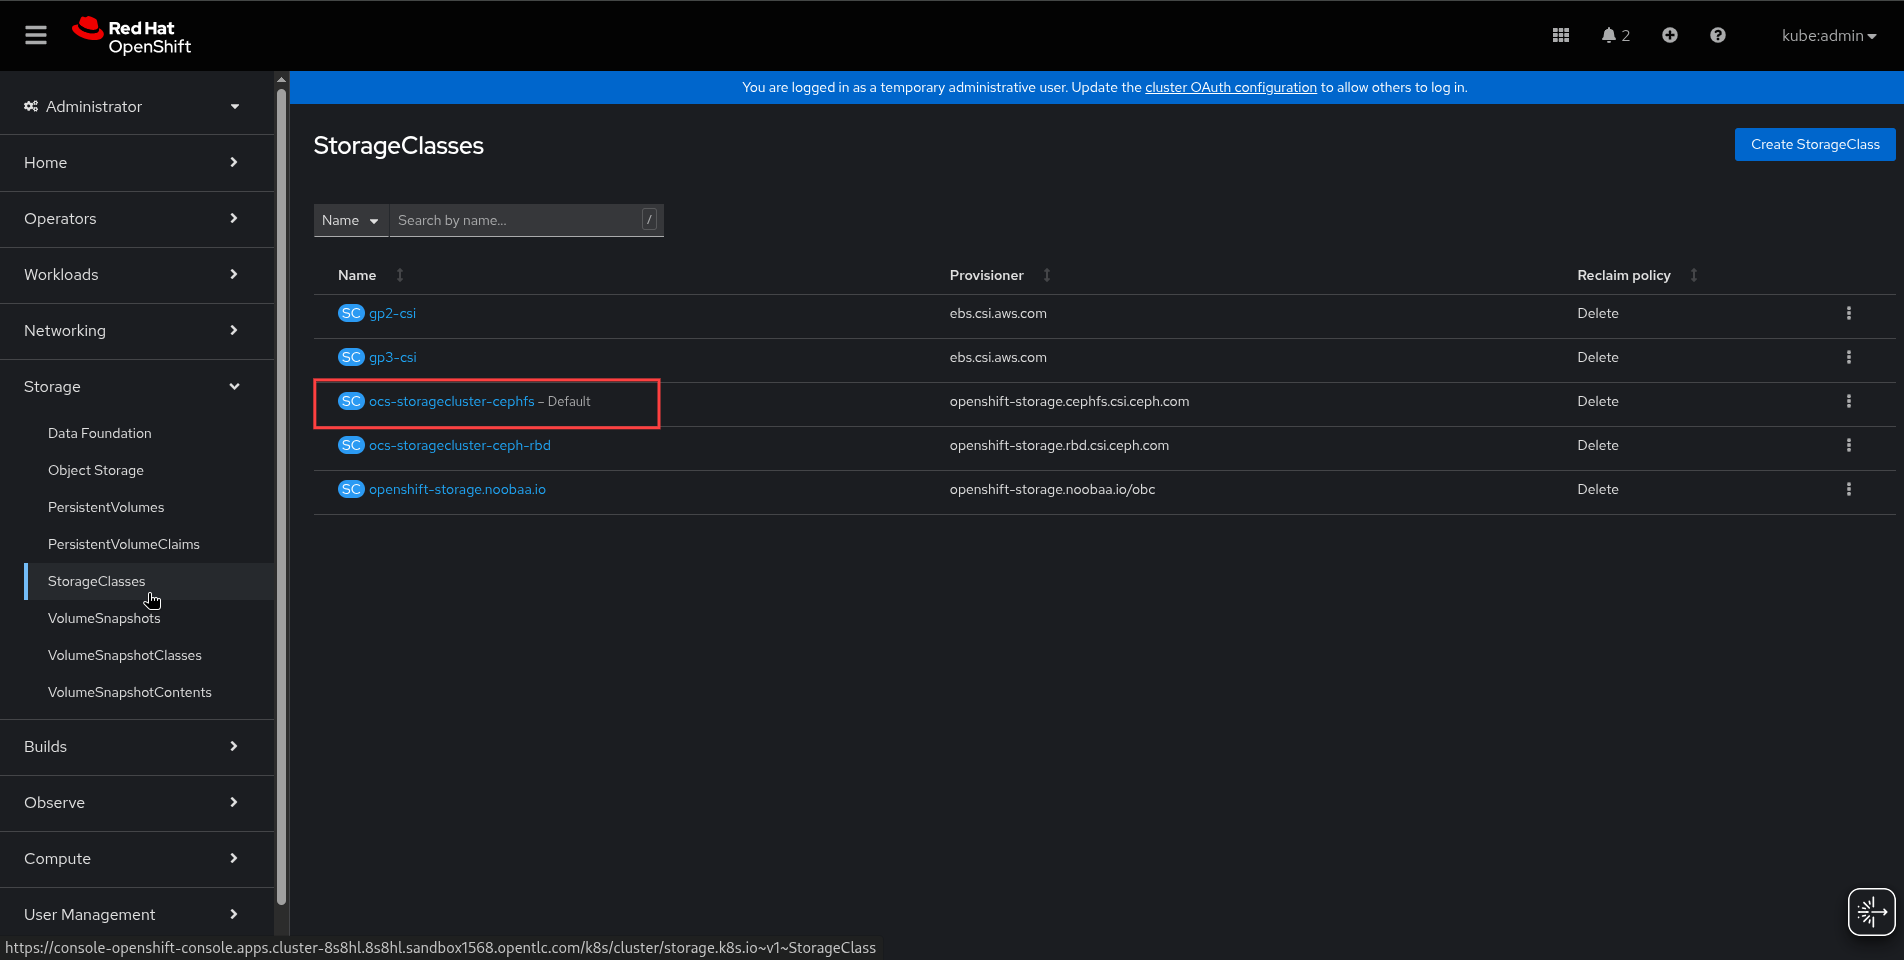 Red Hat
OpenShift
2
kube:admin
You are logged in as a temporary administrative user. Update the cluster OAuth configuration to allow others to log in.
Administrator
Home
Operators
Workloads
Networking
Storage
Data Foundation
Object Storage
PersistentVolumes
PersistentVolumeClaims
StorageClasses
VolumeSnapshots
VolumeSnapshotClasses
VolumeSnapshotContents
Builds
Observe
Compute
User Management
StorageClasses
Create StorageClass
Name Search by name... /
Name Provisioner Reclaim policy
SC gp2-csi ebs.csi.aws.com Delete
SC gp3-csi ebs.csi.aws.com Delete
SC ocs-storagecluster-cephfs – Default openshift-storage.cephfs.csi.ceph.com Delete
SC ocs-storagecluster-ceph-rbd openshift-storage.rbd.csi.ceph.com Delete
SC openshift-storage.noobaa.io openshift-storage.noobaa.io/obc Delete
https://console-openshift-console.apps.cluster-8s8hl.8s8hl.sandbox1568.opentlc.com/k8s/cluster/storage.k8s.io~v1~StorageClass